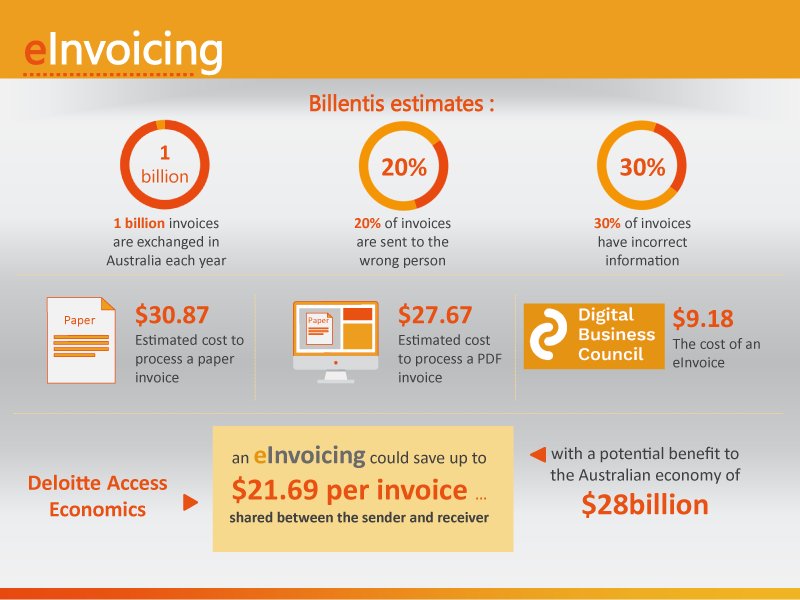 eInvoicing
Billentis estimates :
1
billion
20%
30%
1 billion invoices
are exchanged in
Australia each year
20% of invoices
are sent to the
wrong person
30% of invoices
have incorrect
information
Paper
$30.87
Estimated cost to
process a paper
invoice
Paper
$27.67
Estimated cost
to process a PDF
invoice
Digital
Business
Council
$9.18
The cost of an
eInvoice
Deloitte Access
Economics
an eInvoicing could save up to
$21.69 per invoice ...
shared between the sender and receiver
with a potential benefit to
the Australian economy of
$28billion